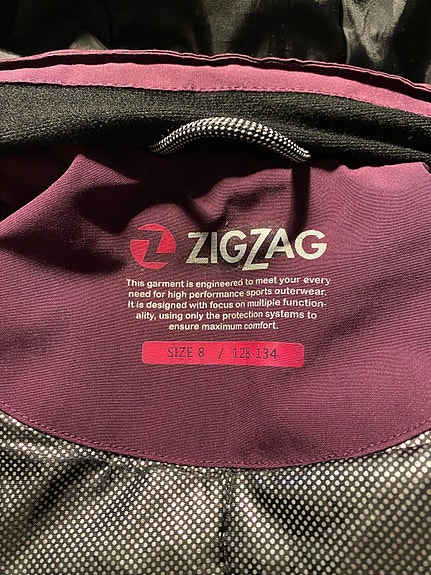 ZIGZAG
This garment is engineered to meet your every
need for high performance sports outerwear.
It is designed with focus on multiple function-
ality, using only the protection systems to
ensure maximum comfort.
SIZE 8 / 128-134